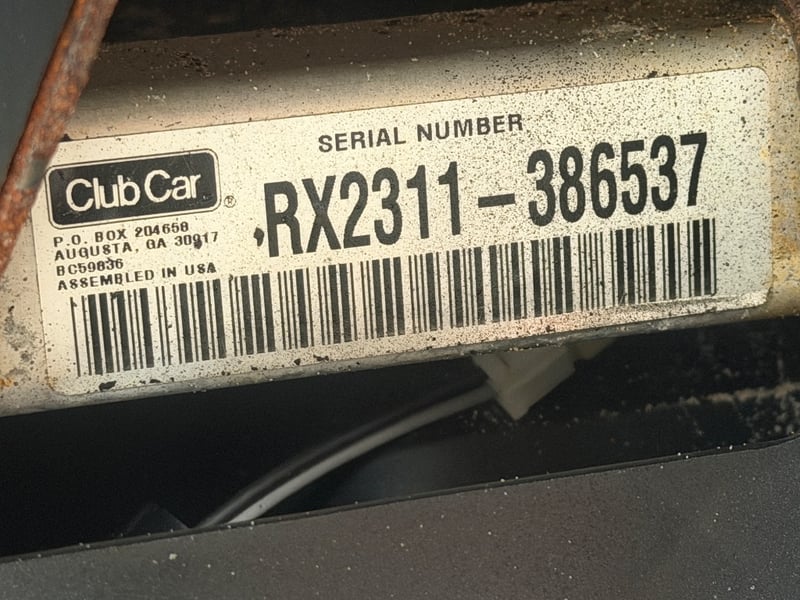 SERIAL NUMBER
Club Car®
RX2311-386537
P.O. BOX 204658
AUGUSTA, GA 30917
BC59836
ASSEMBLED IN USA